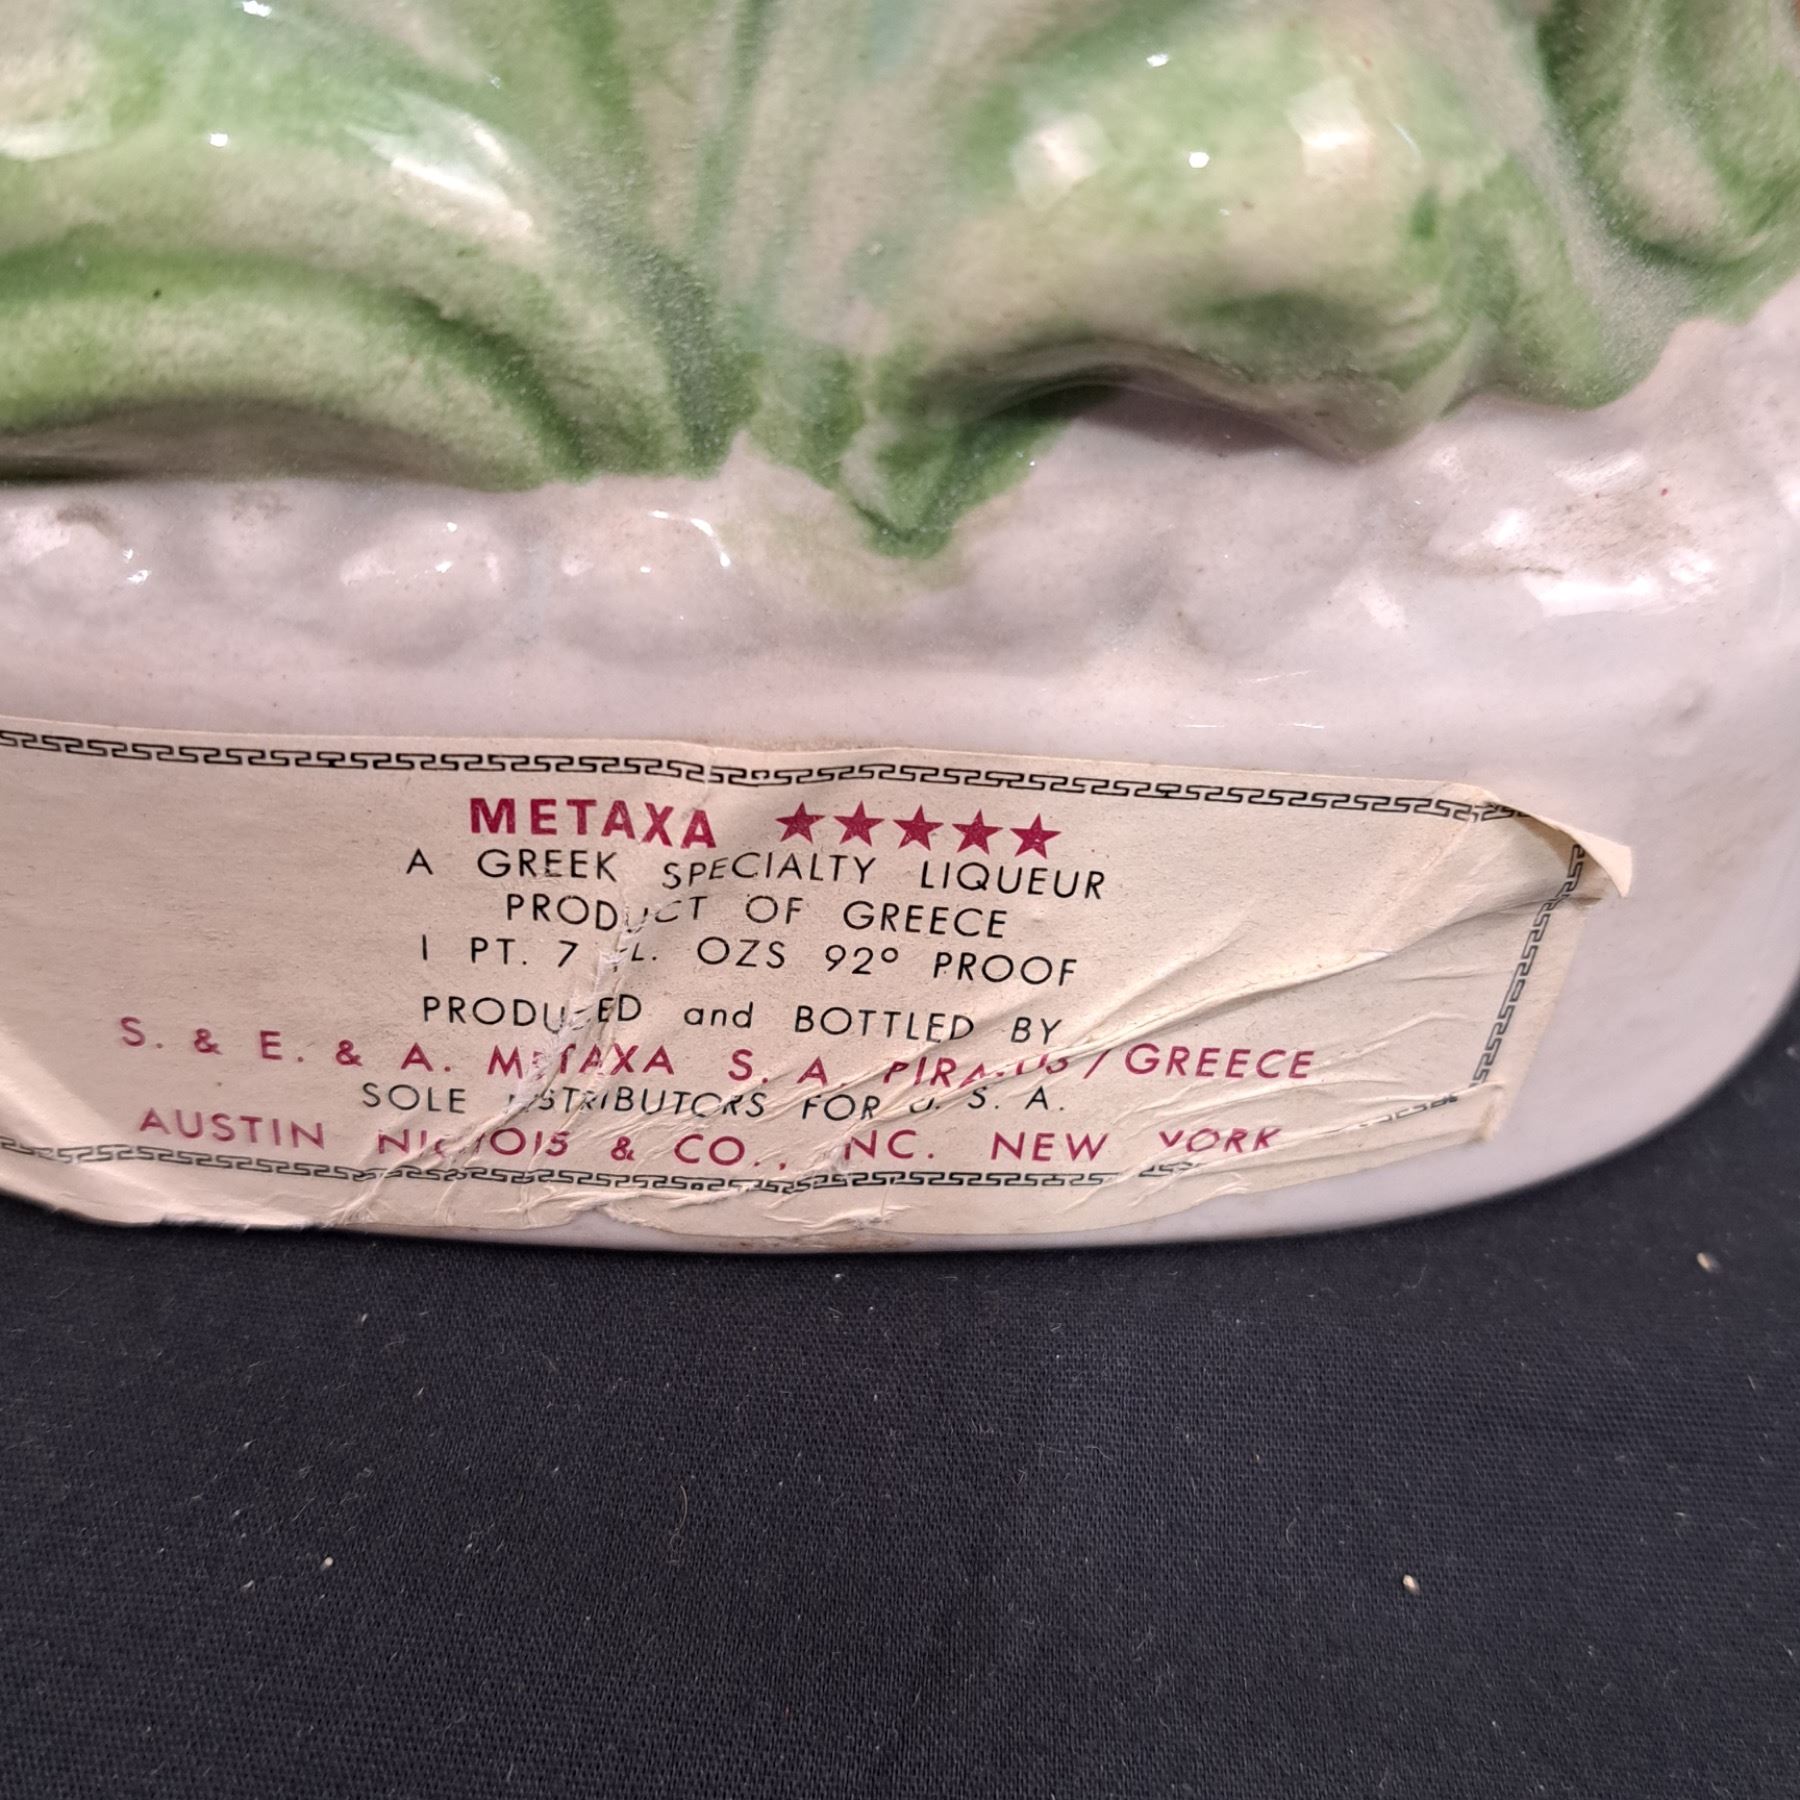 METAXA ★★★★★
A GREEK SPECIALTY LIQUEUR
PRODUCT OF GREECE
1 PT. 7 FL. OZS 92° PROOF
PRODUCED and BOTTLED BY
S. & E. & A. METAXA S. A. PIRAEUS / GREECE
SOLE DISTRIBUTORS FOR U. S. A.
AUSTIN NICHOLS & CO., INC. NEW YORK